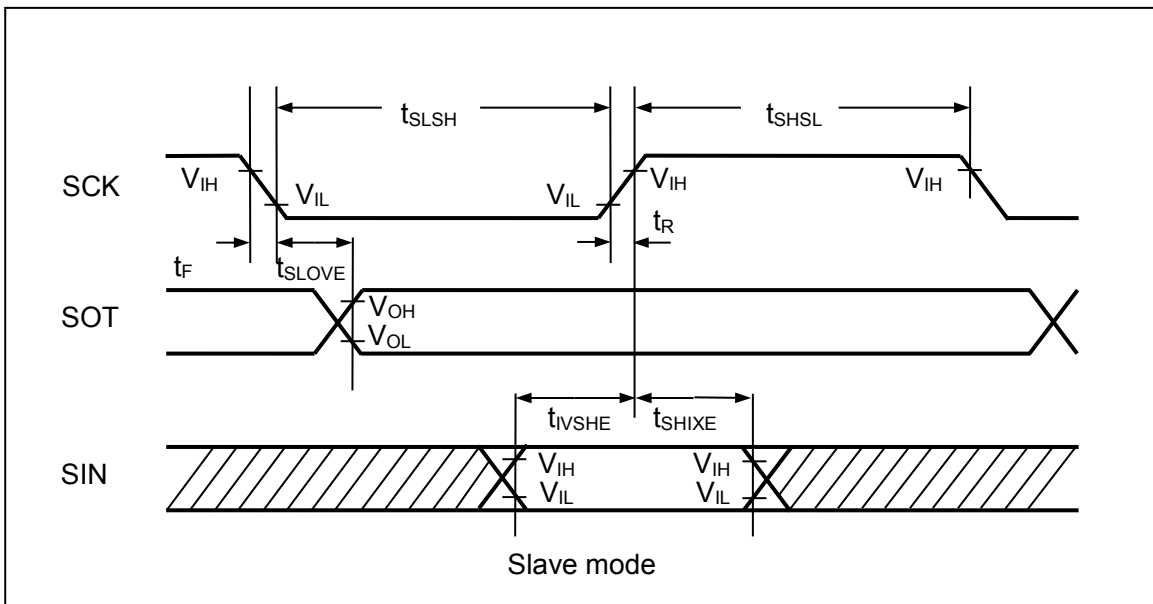 tSLSH tSHSL
SCK VIH VIL VIL VIH VIH
tR
tF tSLOVE
SOT VOH
VOL
tIVSHE tSHIXE
SIN VIH VIH
VIL VIL
Slave mode